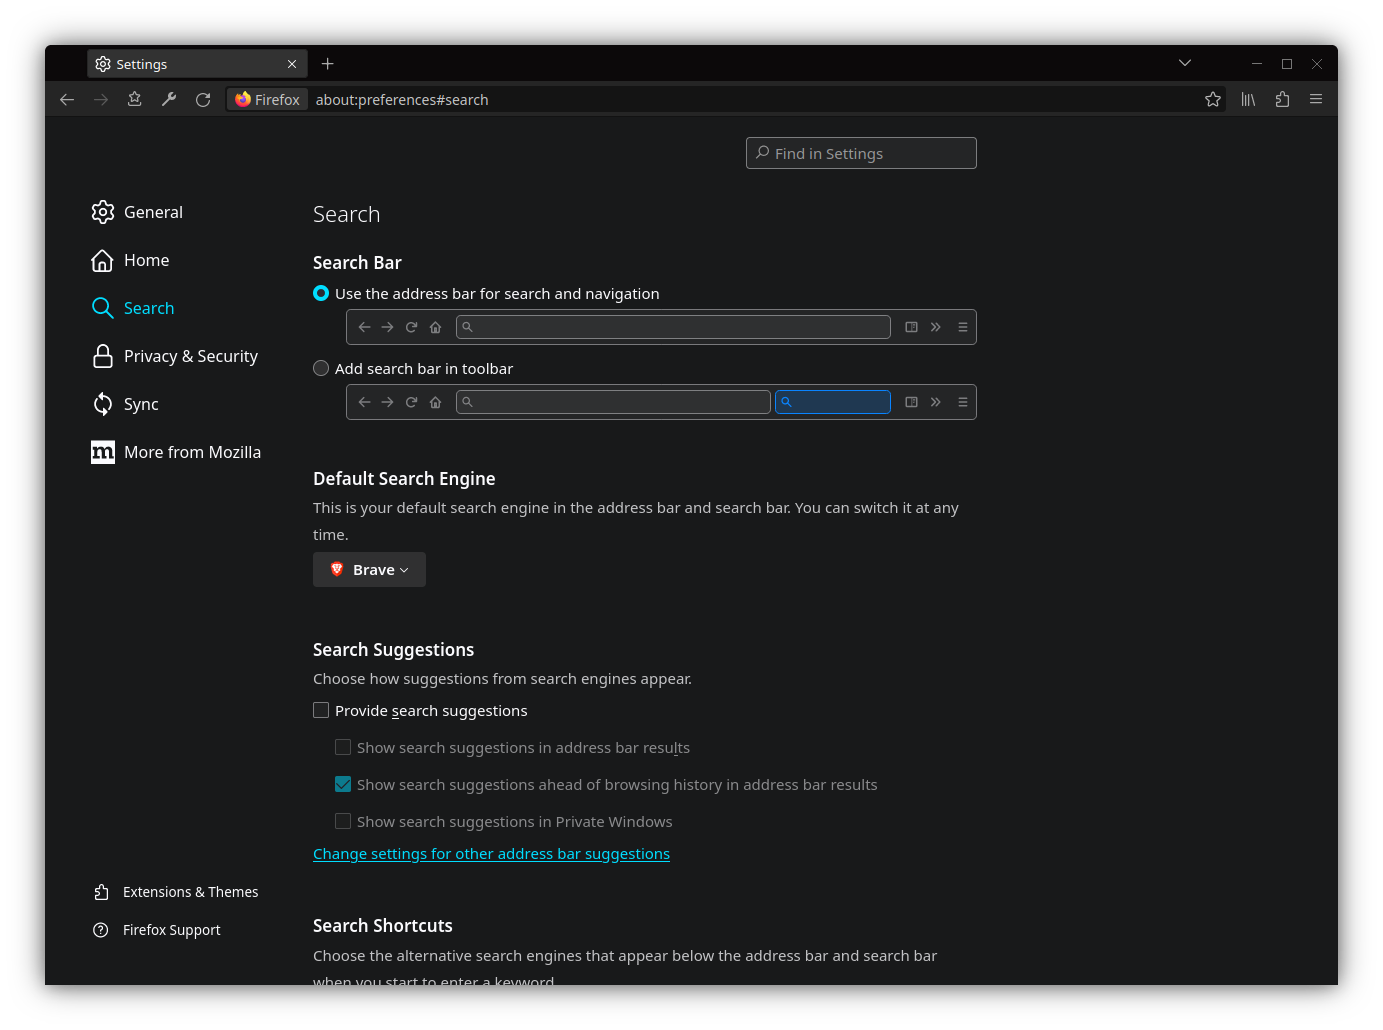 Settings
Firefox about:preferences#search
Find in Settings
General
Home
Search
Privacy & Security
Sync
m More from Mozilla
Extensions & Themes
Firefox Support
Search
Search Bar
Use the address bar for search and navigation
Add search bar in toolbar
Default Search Engine
This is your default search engine in the address bar and search bar. You can switch it at any
time.
Brave
Search Suggestions
Choose how suggestions from search engines appear.
Provide search suggestions
Show search suggestions in address bar results
Show search suggestions ahead of browsing history in address bar results
Show search suggestions in Private Windows
Change settings for other address bar suggestions
Search Shortcuts
Choose the alternative search engines that appear below the address bar and search bar
when you start to enter a keyword.